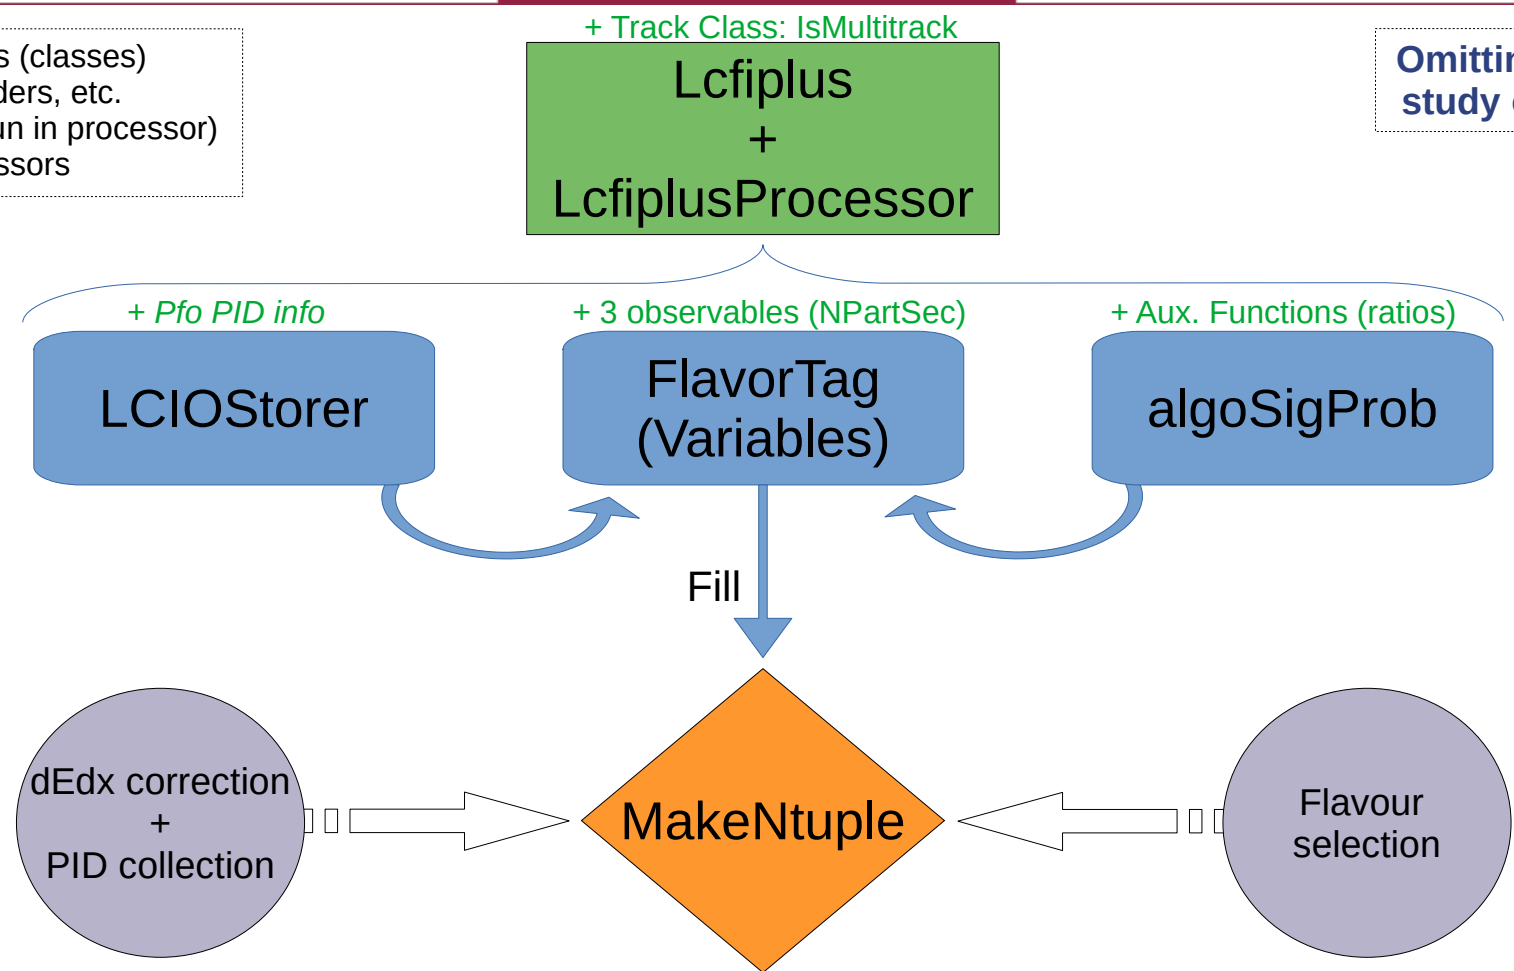 + Track Class: IsMultitrack
s (classes)
ders, etc.
un in processor)
ssors
Lcfiplus
+
LcfiplusProcessor
Omittin
study
+ Pfo PID info
+ 3 observables (NPartSec)
+ Aux. Functions (ratios)
LCIOStorer
FlavorTag
(Variables)
algoSigProb
Fill
dEdx correction
+
PID collection
MakeNtuple
Flavour
selection